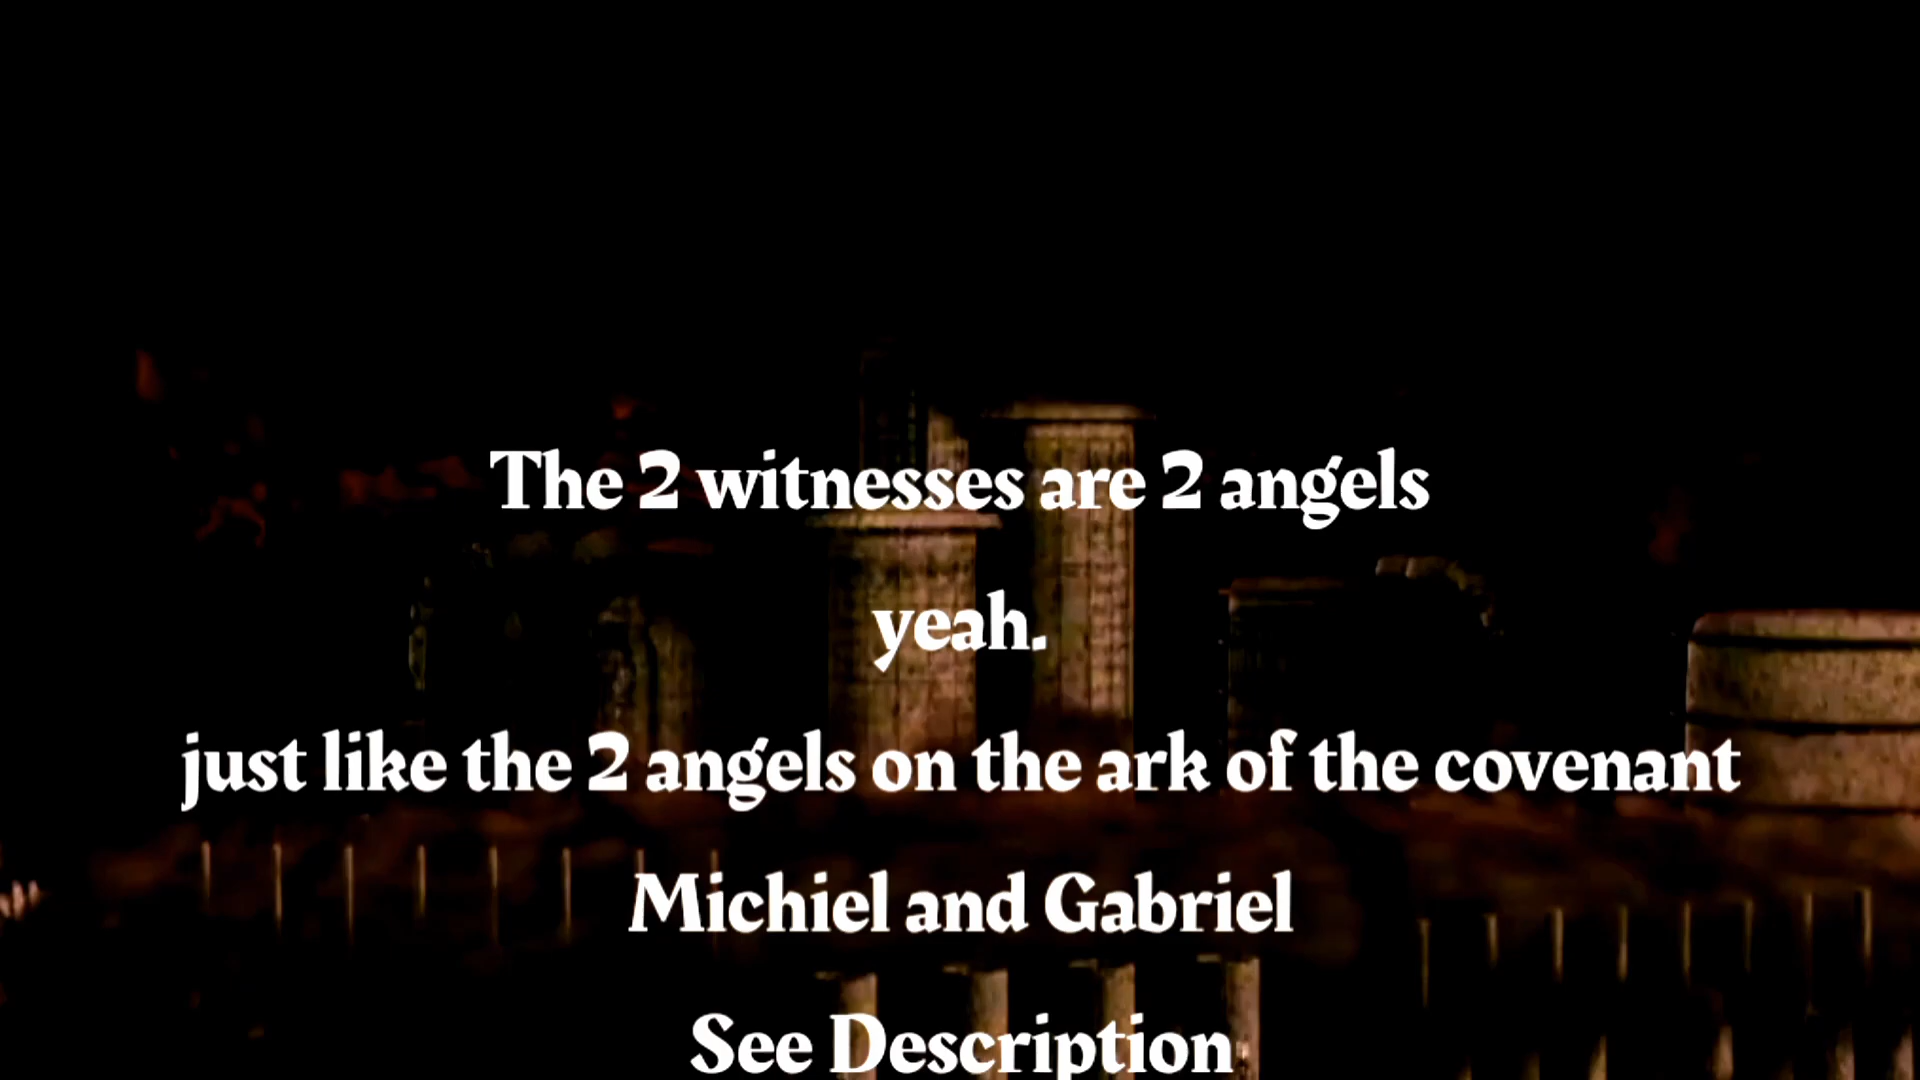 The 2 witnesses are 2 angels
yeah.
just like the 2 angels on the ark of the covenant
Michiel and Gabriel
See Description